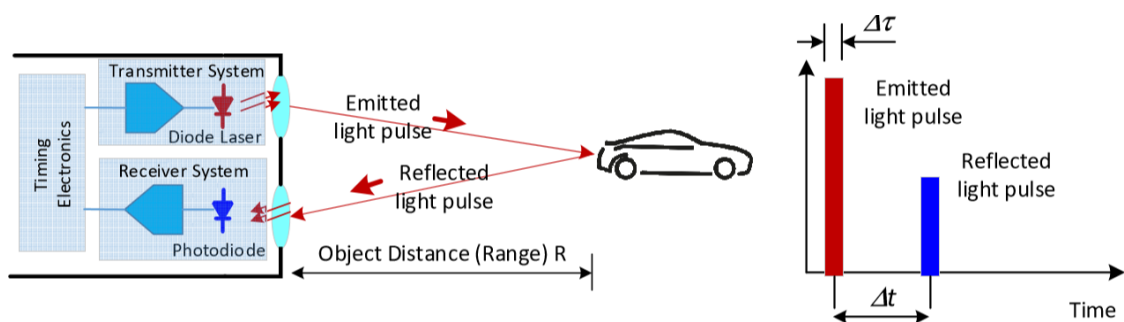 Transmitter System
Diode Laser
Timing
Electronics
Receiver System
Photodiode
Emitted
light pulse
Reflected
light pulse
Object Distance (Range) R
Δτ
Emitted
light pulse
Reflected
light pulse
Δt
Time